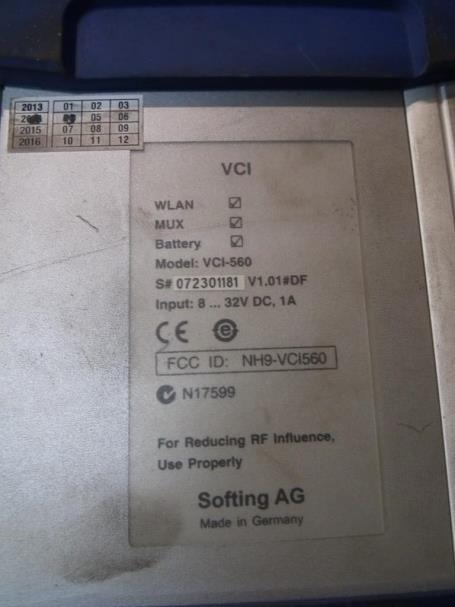 2013 01 02 03
05 06
2015 07 08 09
2016 10 11 12
VCI
WLAN ☑
MUX ☑
Battery ☑
Model: VCI-560
S# 072301181 V1.01#DF
Input: 8 ... 32V DC, 1A
CE e
FCC ID: NH9-VCi560
N17599
For Reducing RF Influence,
Use Properly
Softing AG
Made in Germany